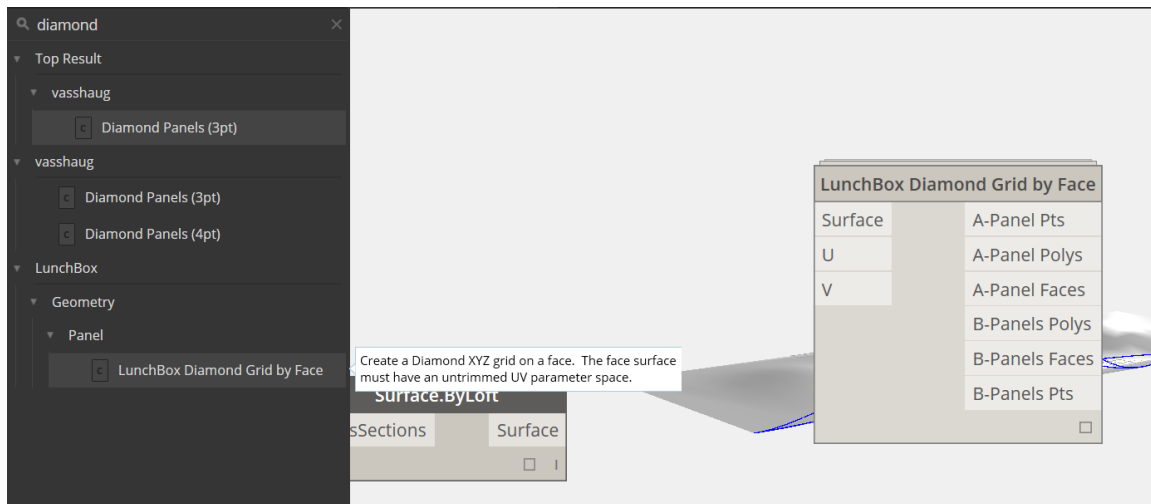 diamond
Top Result
vasshaug
c Diamond Panels (3pt)
vasshaug
c Diamond Panels (3pt)
c Diamond Panels (4pt)
LunchBox
Geometry
Panel
c LunchBox Diamond Grid by Face
Create a Diamond XYZ grid on a face. The face surface
must have an untrimmed UV parameter space.
Surface.ByLoft
sSections Surface
LunchBox Diamond Grid by Face
Surface A-Panel Pts
U A-Panel Polys
V A-Panel Faces
B-Panels Polys
B-Panels Faces
B-Panels Pts